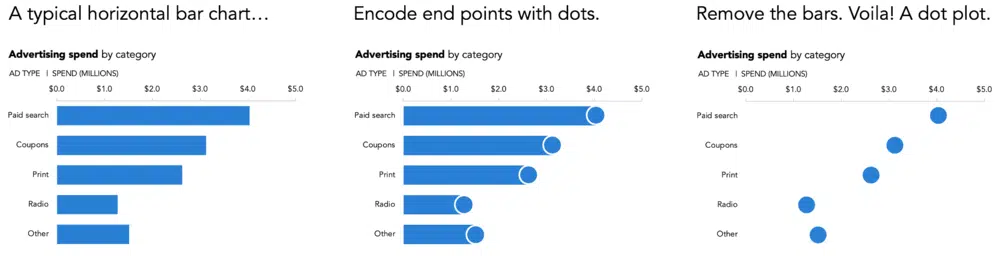 A typical horizontal bar chart…
Advertising spend by category
AD TYPE | SPEND (MILLIONS)
$0.0 $1.0 $2.0 $3.0 $4.0 $5.0
Paid search
Coupons
Print
Radio
Other
Encode end points with dots.
Advertising spend by category
AD TYPE | SPEND (MILLIONS)
$0.0 $1.0 $2.0 $3.0 $4.0 $5.0
Paid search
Coupons
Print
Radio
Other
Remove the bars. Voila! A dot plot.
Advertising spend by category
AD TYPE | SPEND (MILLIONS)
$0.0 $1.0 $2.0 $3.0 $4.0 $5.0
Paid search
Coupons
Print
Radio
Other